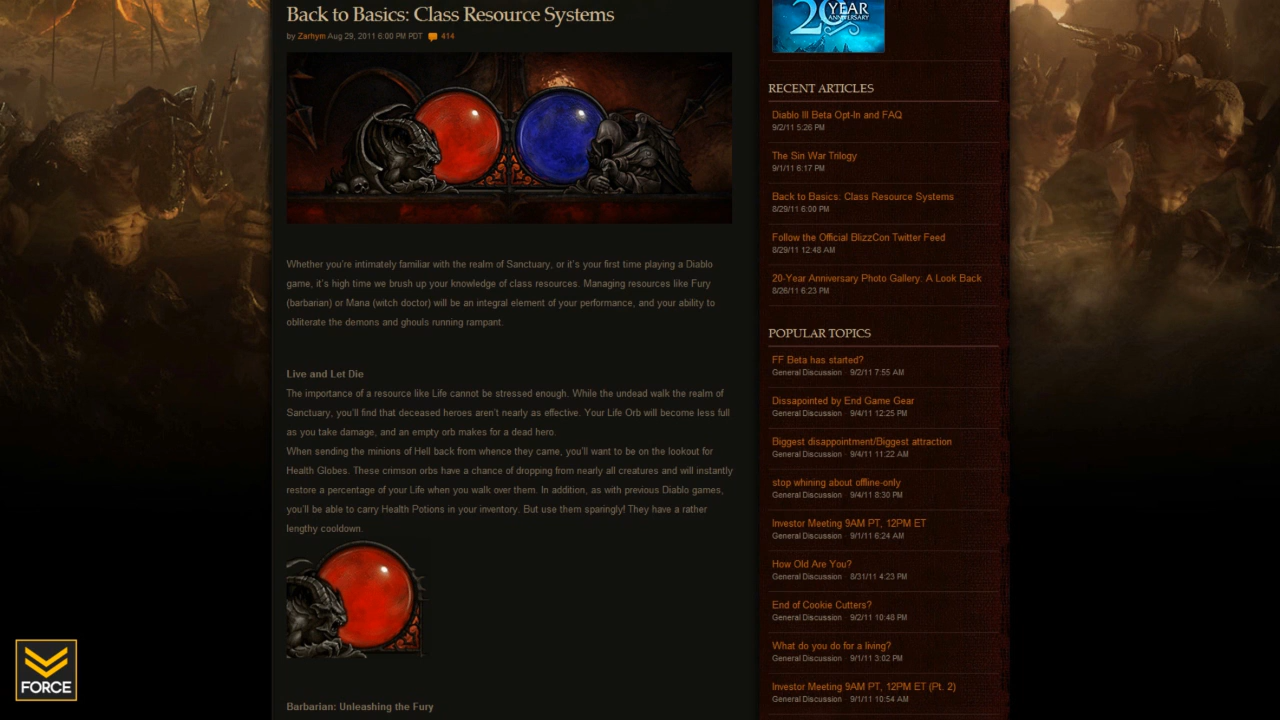 Back to Basics: Class Resource Systems
by Zarhym Aug 29, 2011 6:00 PM PDT 414
Whether you're intimately familiar with the realm of Sanctuary, or it's your first time playing a Diablo
game, it's high time we brush up your knowledge of class resources. Managing resources like Fury
(barbarian) or Mana (witch doctor) will be an integral element of your performance, and your ability to
obliterate the demons and ghouls running rampant.
Live and Let Die
The importance of a resource like Life cannot be stressed enough. While the undead walk the realm of
Sanctuary, you'll find that deceased heroes aren't nearly as effective. Your Life Orb will become less full
as you take damage, and an empty orb makes for a dead hero.
When sending the minions of Hell back from whence they came, you'll want to be on the lookout for
Health Globes. These crimson orbs have a chance of dropping from nearly all creatures and will instantly
restore a percentage of your Life when you walk over them. In addition, as with previous Diablo games,
you'll be able to carry Health Potions in your inventory. But use them sparingly! They have a rather
lengthy cooldown.
Barbarian: Unleashing the Fury
20 YEAR
ANNIVERSARY
RECENT ARTICLES
Diablo III Beta Opt-In and FAQ
9/2/11 5:26 PM
The Sin War Trilogy
9/1/11 6:17 PM
Back to Basics: Class Resource Systems
8/29/11 6:00 PM
Follow the Official BlizzCon Twitter Feed
8/29/11 12:48 AM
20-Year Anniversary Photo Gallery: A Look Back
8/26/11 6:23 PM
POPULAR TOPICS
FF Beta has started?
General Discussion · 9/2/11 7:55 AM
Dissapointed by End Game Gear
General Discussion · 9/4/11 12:25 PM
Biggest disappointment/Biggest attraction
General Discussion · 9/4/11 11:22 AM
stop whining about offline-only
General Discussion · 9/4/11 8:30 PM
Investor Meeting 9AM PT, 12PM ET
General Discussion · 9/1/11 6:24 AM
How Old Are You?
General Discussion · 8/31/11 4:23 PM
End of Cookie Cutters?
General Discussion · 9/2/11 10:48 PM
What do you do for a living?
General Discussion · 9/1/11 3:02 PM
Investor Meeting 9AM PT, 12PM ET (Pt. 2)
General Discussion · 9/1/11 10:54 AM
FORCE